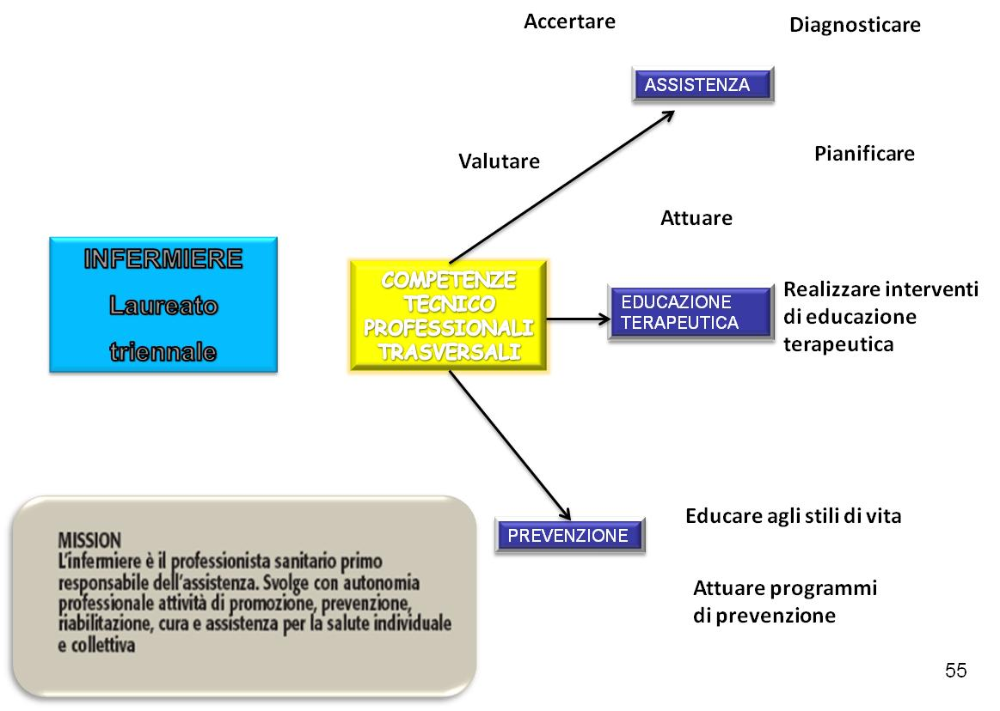 Accertare
Diagnosticare
ASSISTENZA
Valutare
Pianificare
Attuare
INFERMIERE
Laureato
triennale
COMPETENZE
TECNICO
PROFESSIONALI
TRASVERSALI
EDUCAZIONE
TERAPEUTICA
Realizzare interventi
di educazione
terapeutica
PREVENZIONE
Educare agli stili di vita
Attuare programmi
di prevenzione
MISSION
L'infermiere è il professionista sanitario primo
responsabile dell'assistenza. Svolge con autonomia
professionale attività di promozione, prevenzione,
riabilitazione, cura e assistenza per la salute individuale
e collettiva
55